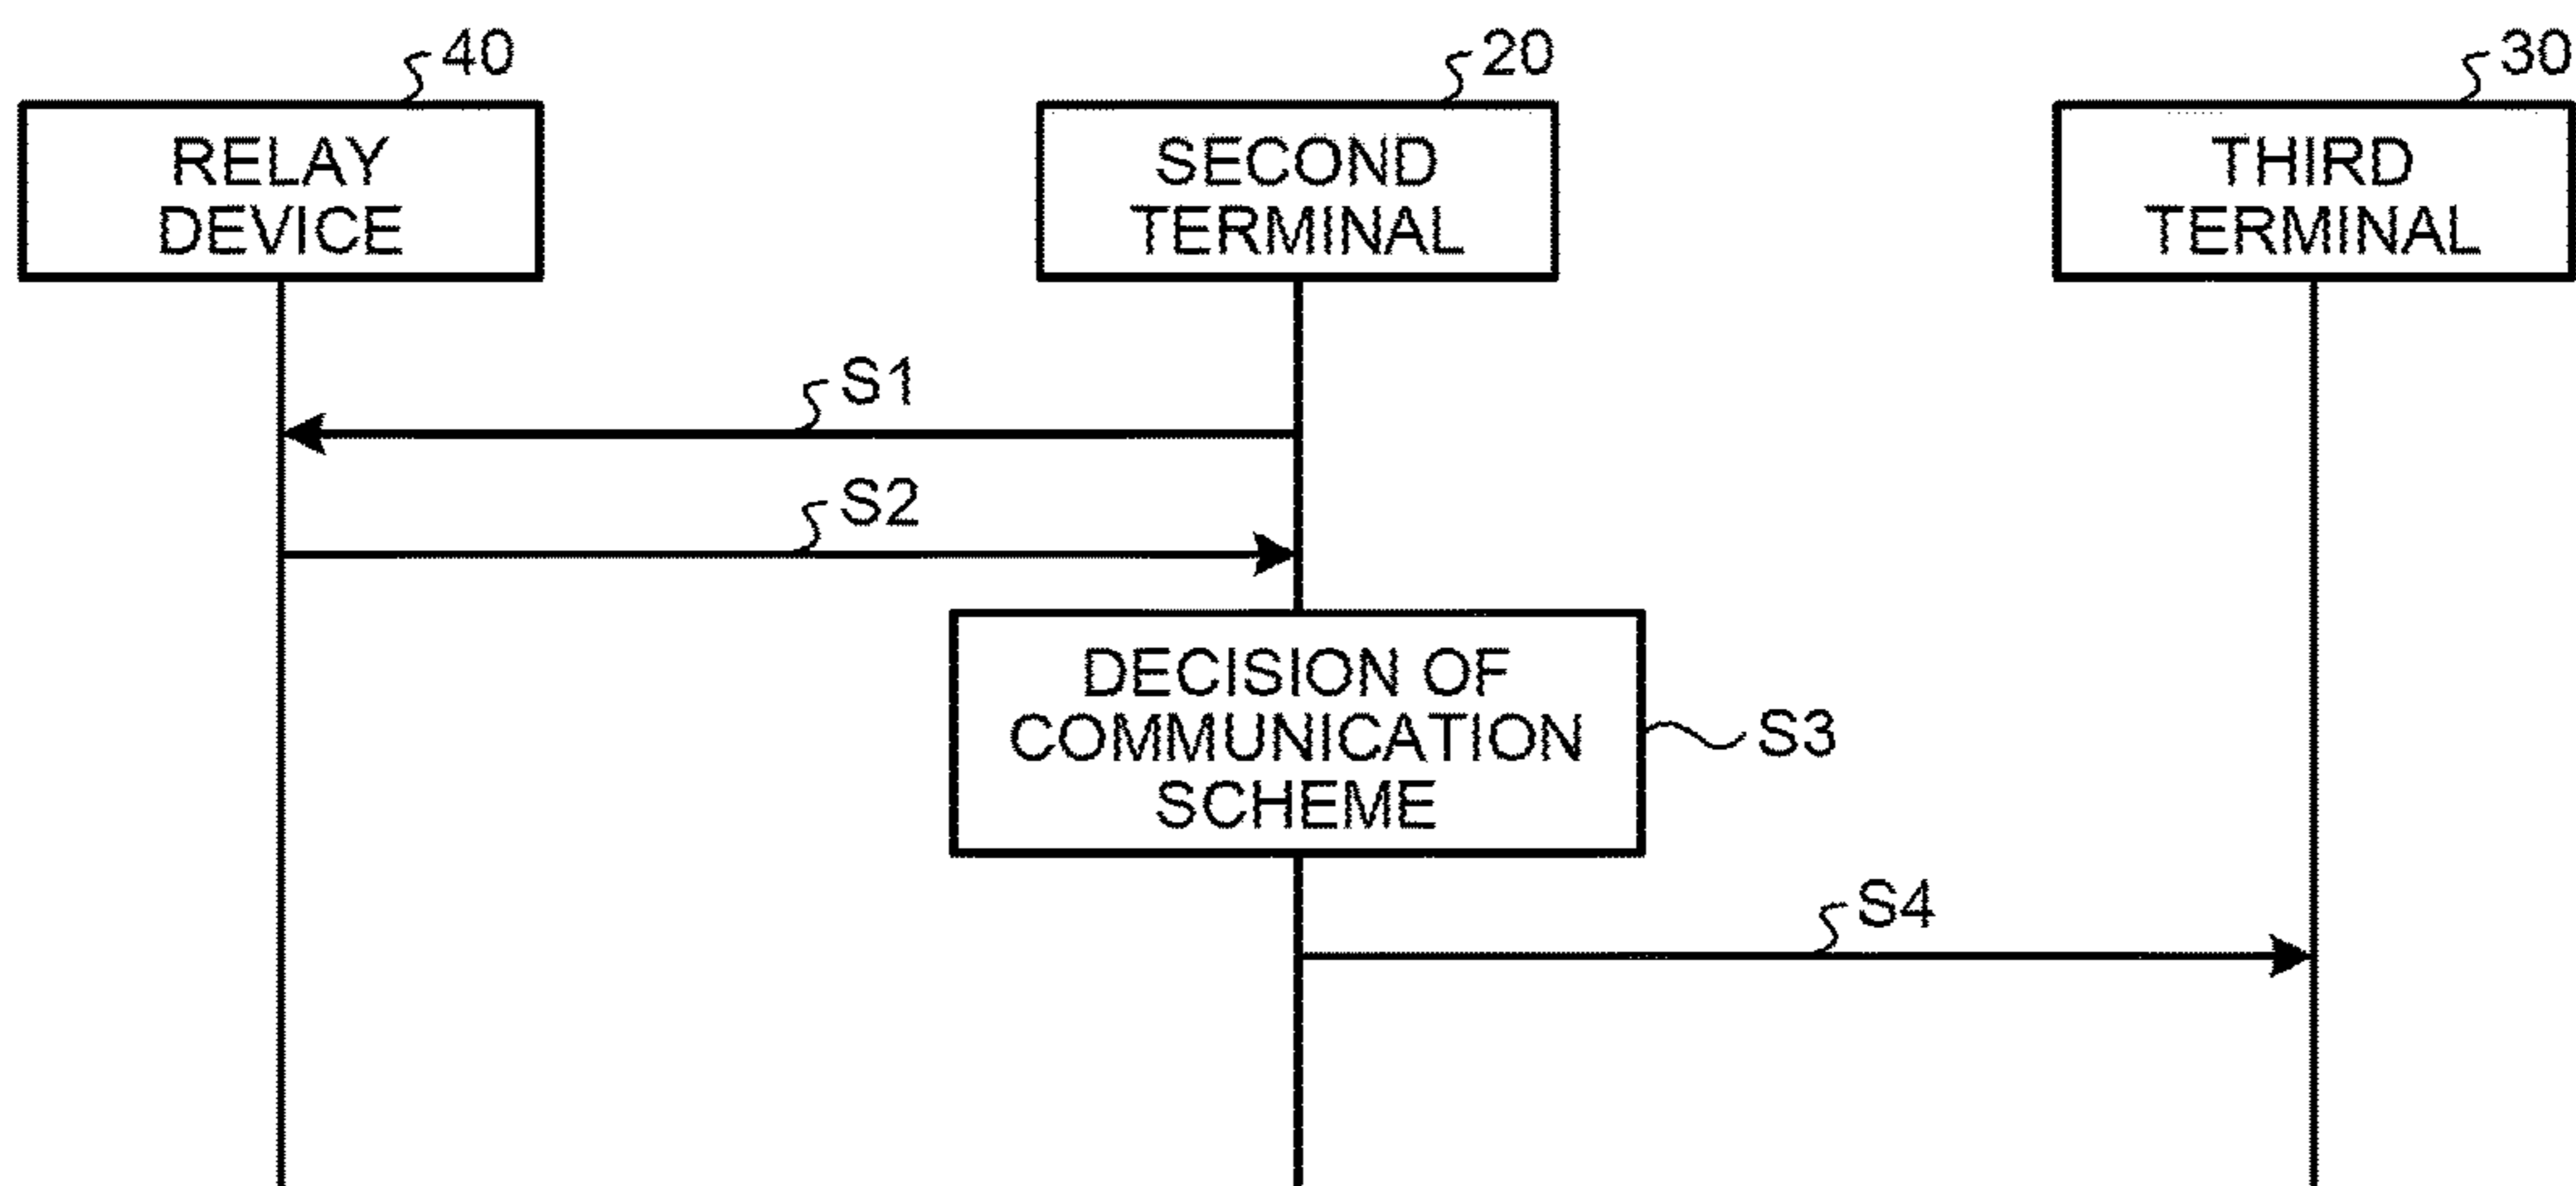 40
20
30
RELAY
DEVICE
SECOND
TERMINAL
THIRD
TERMINAL
S1
S2
DECISION OF
COMMUNICATION
SCHEME
S3
S4